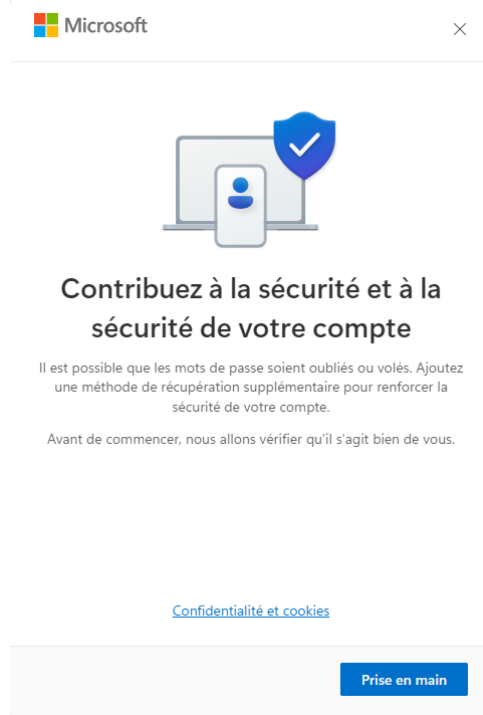 Microsoft
Contribuez à la sécurité et à la
sécurité de votre compte
Il est possible que les mots de passe soient oubliés ou volés. Ajoutez
une méthode de récupération supplémentaire pour renforcer la
sécurité de votre compte.
Avant de commencer, nous allons vérifier qu'il s'agit bien de vous.
Confidentialité et cookies
Prise en main